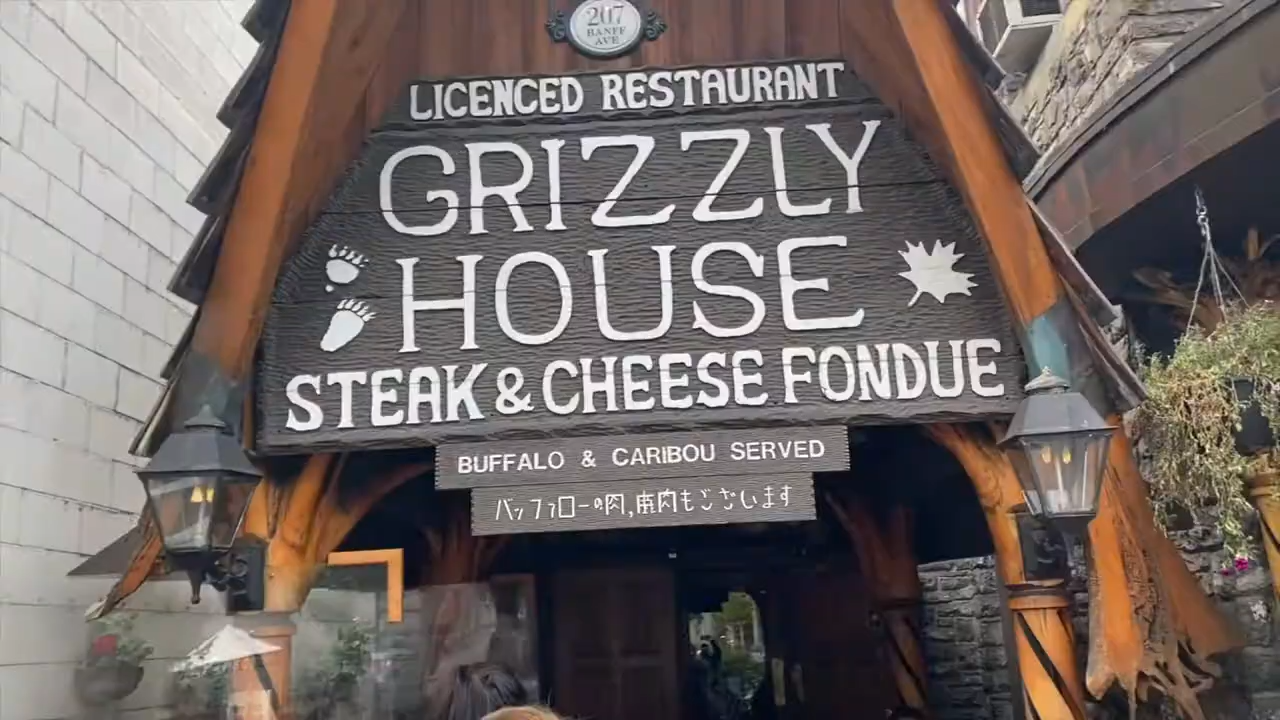 207
BANFF
AVE
LICENCED RESTAURANT
GRIZZLY
HOUSE
STEAK & CHEESE FONDUE
BUFFALO & CARIBOU SERVED
バッファローの肉,鹿肉もございます